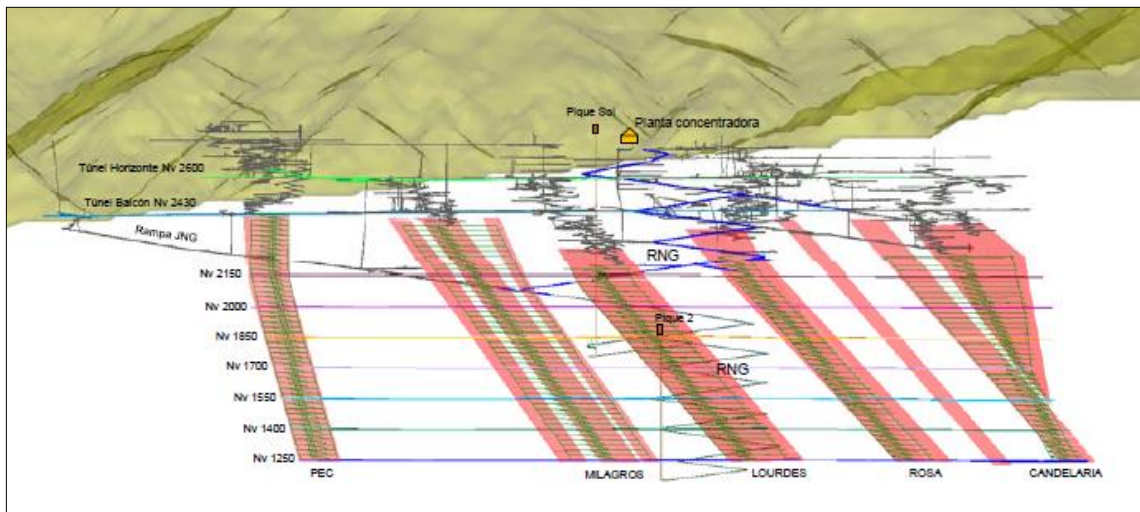 Pique Sol
Planta concentradora
Túnel Horizonte Nv 2600
Túnel Balcón Nv 2430
Rampa JNG
RNG
Nv 2150
Nv 2000
Pique 2
Nv 1850
Nv 1700
RNG
Nv 1550
Nv 1400
Nv 1250
PEC
MILAGROS
LOURDES
ROSA
CANDELARIA